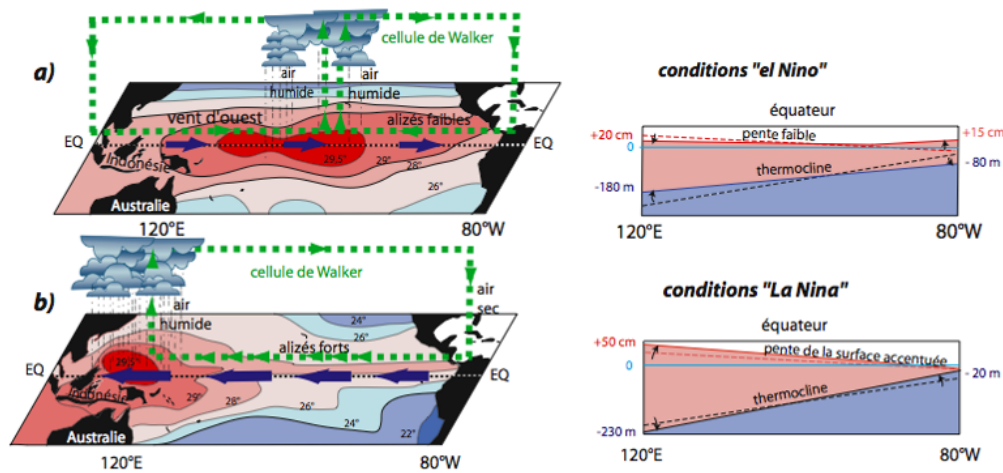 cellule de Walker
a)
air
humide
air
humide
vent d'ouest
alizés faibles
EQ
EQ
Indonésie
29,5°
29°
28°
26°
Australie
120°E
80°W
conditions "el Nino"
équateur
+20 cm
pente faible
+15 cm
0
thermocline
- 80 m
-180 m
120°E
80°W
cellule de Walker
b)
air
humide
air
sec
24°
26°
alizés forts
29,5°
EQ
EQ
Indonésie
29°
28°
26°
24°
22°
Australie
120°E
80°W
conditions "La Nina"
équateur
+50 cm
pente de la surface accentuée
0
- 20 m
thermocline
-230 m
120°E
80°W